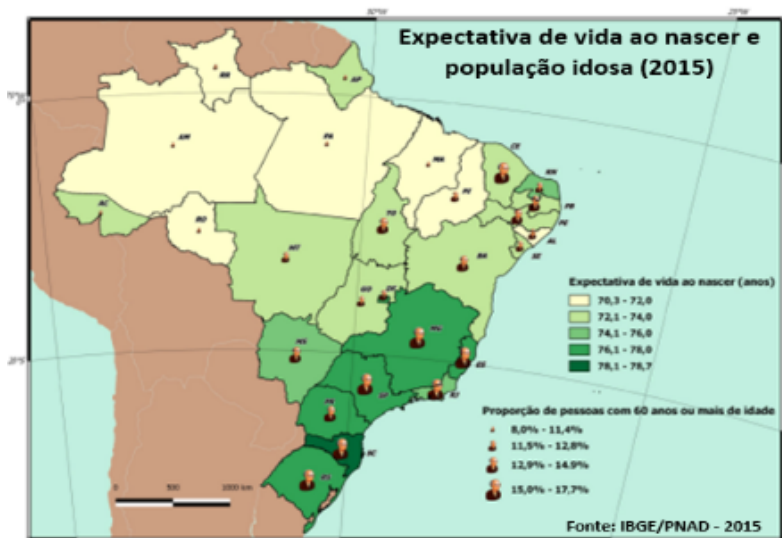 Expectativa de vida ao nascer e
população idosa (2015)
AP
AM
PA
MA
CE
RN
PB
PE
AL
SE
PI
AC
RO
TO
MT
BA
GO
MG
ES
MS
SP
RJ
PR
SC
RS
Expectativa de vida ao nascer (anos)
70,3 - 72,0
72,1 - 74,0
74,1 - 76,0
76,1 - 78,0
78,1 - 78,7
Proporção de pessoas com 60 anos ou mais de idade
8,0% - 11,4%
11,5% - 12,8%
12,9% - 14.9%
15,0% - 17,7%
0 500 1000 km
Fonte: IBGE/PNAD - 2015